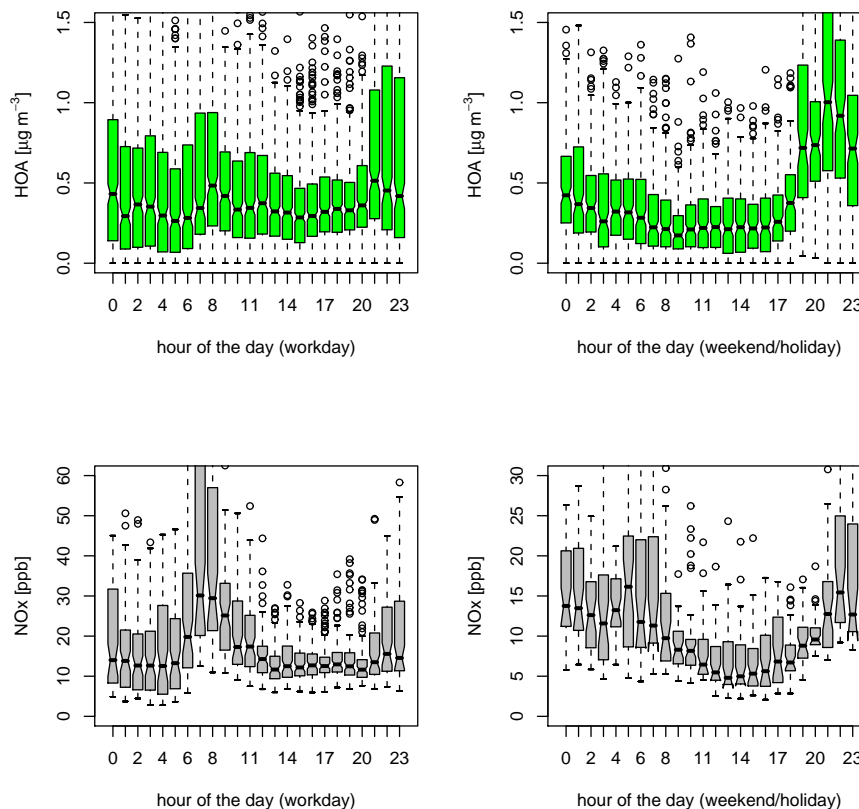 HOA [µg m⁻³]
0.0 0.5 1.0 1.5
0 2 4 6 8 11 14 17 20 23
hour of the day (workday)
HOA [µg m⁻³]
0.0 0.5 1.0 1.5
0 2 4 6 8 11 14 17 20 23
hour of the day (weekend/holiday)
NOx [ppb]
0 10 20 30 40 50 60
0 2 4 6 8 11 14 17 20 23
hour of the day (workday)
NOx [ppb]
0 5 10 15 20 25 30
0 2 4 6 8 11 14 17 20 23
hour of the day (weekend/holiday)